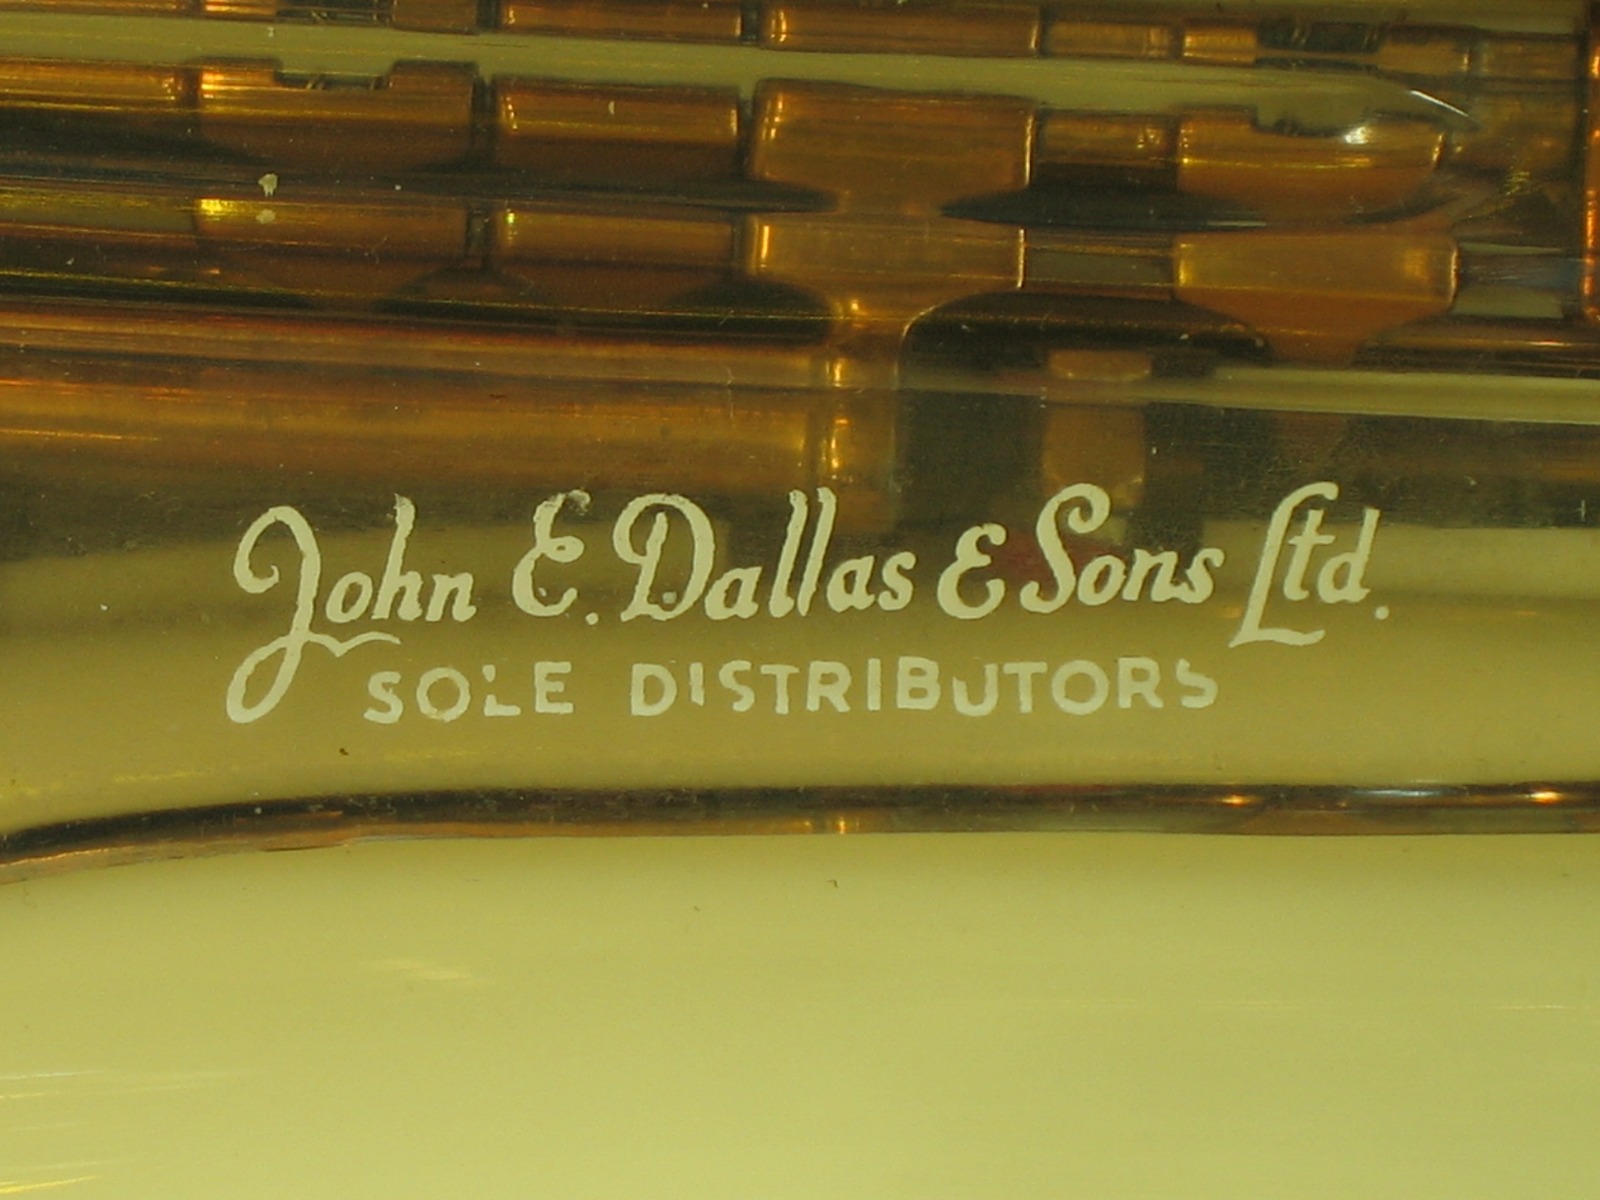 John E. Dallas & Sons Ltd.
SOLE DISTRIBUTORS